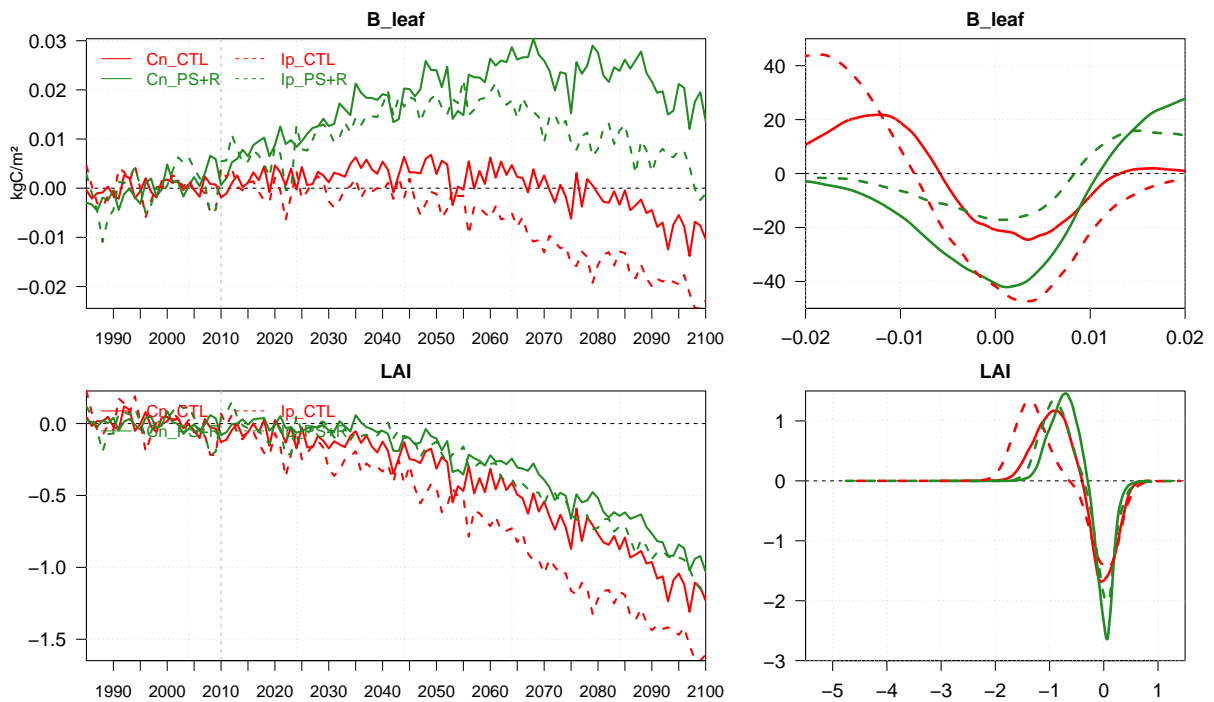 B_leaf
kgC/m²
0.03
0.02
0.01
0.00
−0.01
−0.02
Cn_CTL Ip_CTL
Cn_PS+R Ip_PS+R
1990 2000 2010 2020 2030 2040 2050 2060 2070 2080 2090 2100
B_leaf
40
20
0
−20
−40
−0.02 −0.01 0.00 0.01 0.02
LAI
0.0
−0.5
−1.0
−1.5
Cn_CTL Ip_CTL
Cn_PS+R Ip_PS+R
1990 2000 2010 2020 2030 2040 2050 2060 2070 2080 2090 2100
LAI
1
0
−1
−2
−3
−5 −4 −3 −2 −1 0 1